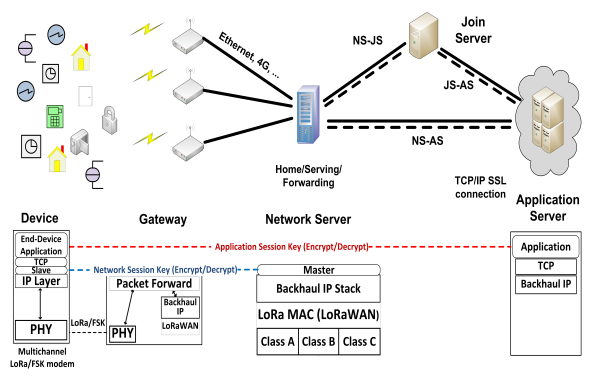 Join
Server
NS-JS
Ethernet, 4G, ...
JS-AS
NS-AS
Home/Serving/
Forwarding
TCP/IP SSL
connection
Application
Server
Device
Gateway
Network Server
End-Device
Application
Application Session Key (Encrypt/Decrypt)
Application
TCP
Slave
Network Session Key (Encrypt/Decrypt)
Master
TCP
IP Layer
Packet Forward
Backhaul IP Stack
Backhaul IP
Backhaul
IP
LoRaWAN
LoRa MAC (LoRaWAN)
PHY
LoRa/FSK
PHY
Class A
Class B
Class C
Multichannel
LoRa/FSK modem